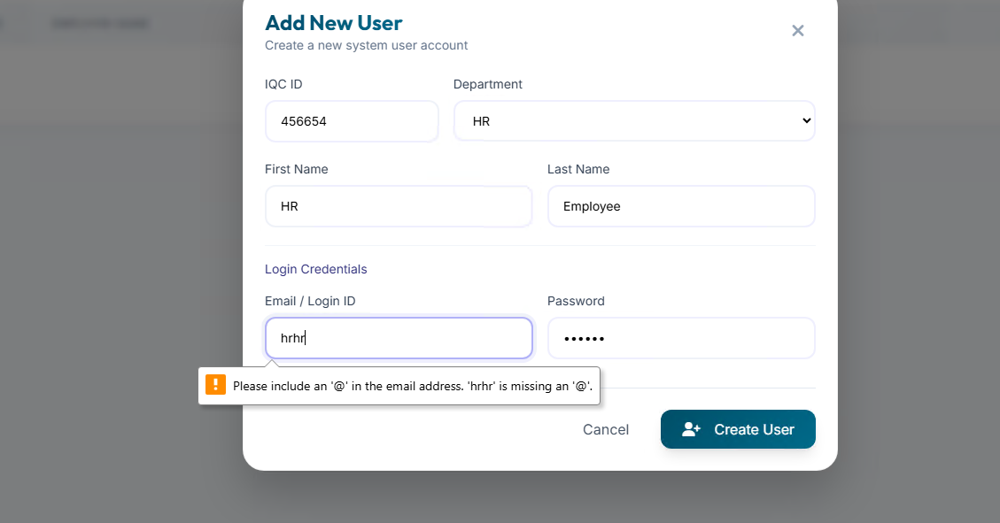 Add New User
Create a new system user account
IQC ID
Department
456654
HR
First Name
Last Name
HR
Employee
Login Credentials
Email / Login ID
Password
hrhr
••••••
Please include an '@' in the email address. 'hrhr' is missing an '@'.
Cancel
Create User